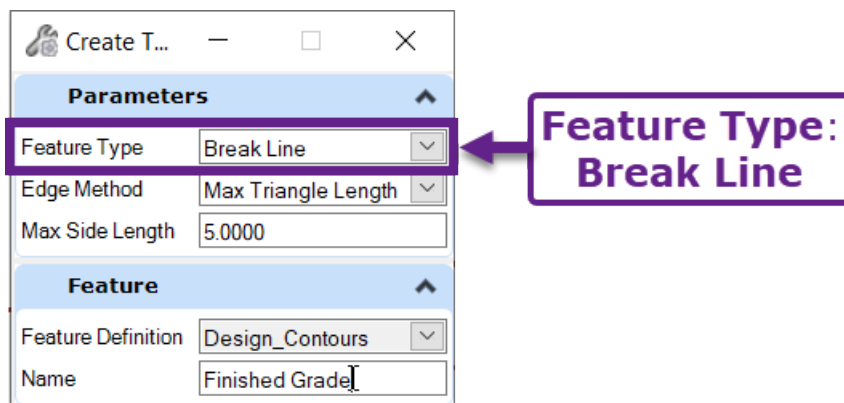 Create T...
Parameters
Feature Type Break Line
Edge Method Max Triangle Length
Max Side Length 5.0000
Feature
Feature Definition Design_Contours
Name Finished Grade
Feature Type:
Break Line